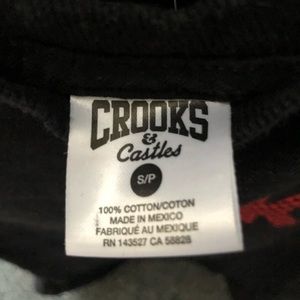 CROOKS
&
Castles
S/P
100% COTTON/COTON
MADE IN MEXICO
FABRIQUÉ AU MEXIQUE
RN 143527 CA 58828